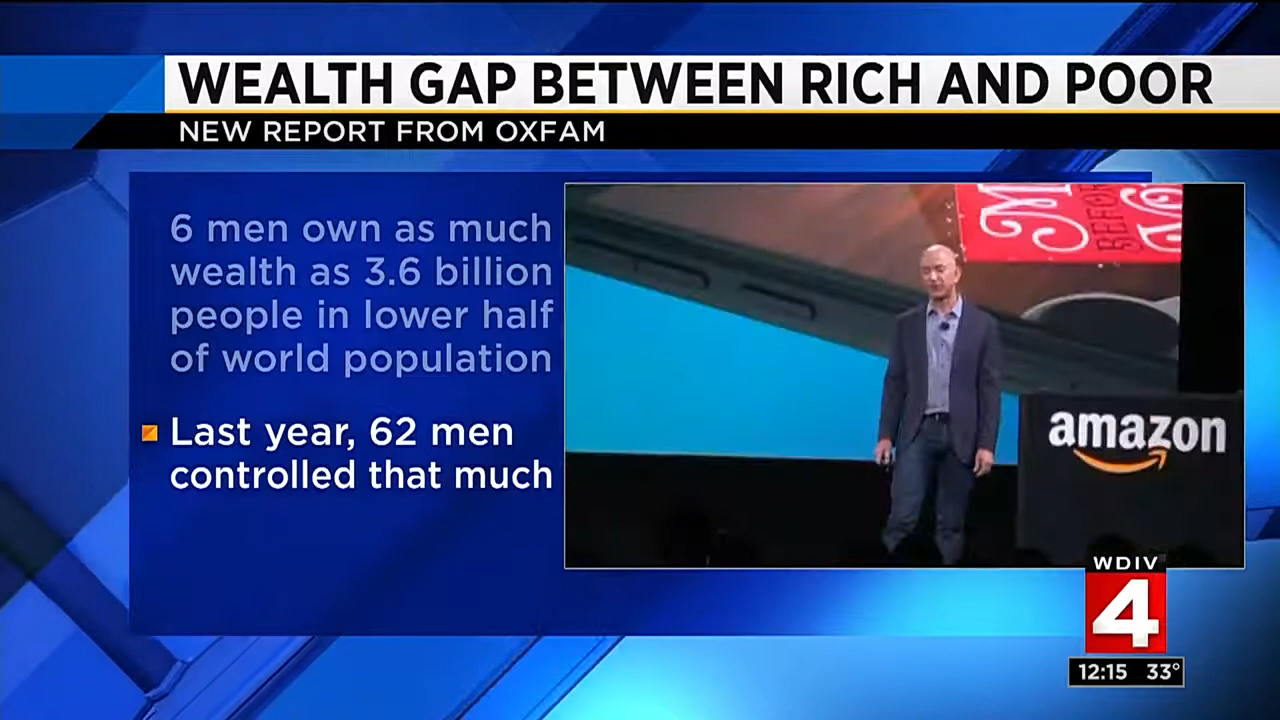 WEALTH GAP BETWEEN RICH AND POOR
NEW REPORT FROM OXFAM
6 men own as much
wealth as 3.6 billion
people in lower half
of world population
Last year, 62 men
controlled that much
BEFOR
amazon
WDIV
4
12:15 33°